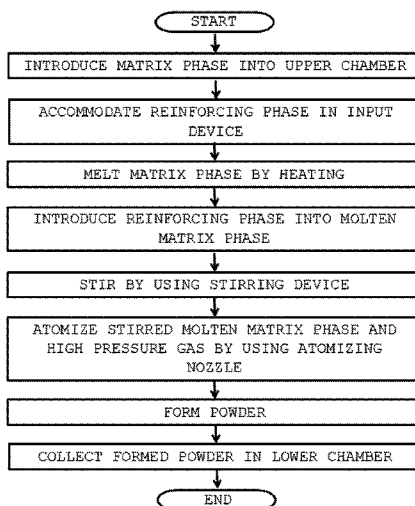 START
INTRODUCE MATRIX PHASE INTO UPPER CHAMBER
ACCOMMODATE REINFORCING PHASE IN INPUT
DEVICE
MELT MATRIX PHASE BY HEATING
INTRODUCE REINFORCING PHASE INTO MOLTEN
MATRIX PHASE
STIR BY USING STIRRING DEVICE
ATOMIZE STIRRED MOLTEN MATRIX PHASE AND
HIGH PRESSURE GAS BY USING ATOMIZING
NOZZLE
FORM POWDER
COLLECT FORMED POWDER IN LOWER CHAMBER
END